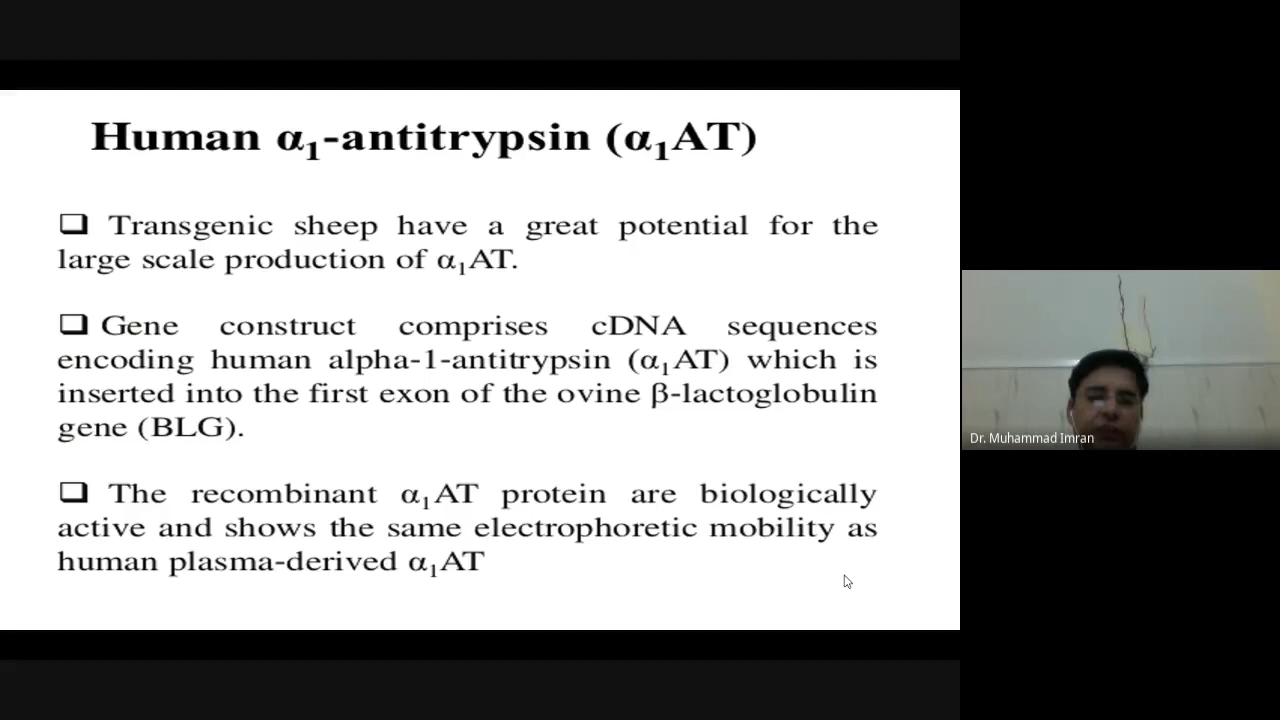 Human α₁-antitrypsin (α₁AT)
❑ Transgenic sheep have a great potential for the
large scale production of α₁AT.
❑ Gene construct comprises cDNA sequences
encoding human alpha-1-antitrypsin (α₁AT) which is
inserted into the first exon of the ovine β-lactoglobulin
gene (BLG).
❑ The recombinant α₁AT protein are biologically
active and shows the same electrophoretic mobility as
human plasma-derived α₁AT
Dr. Muhammad Imran